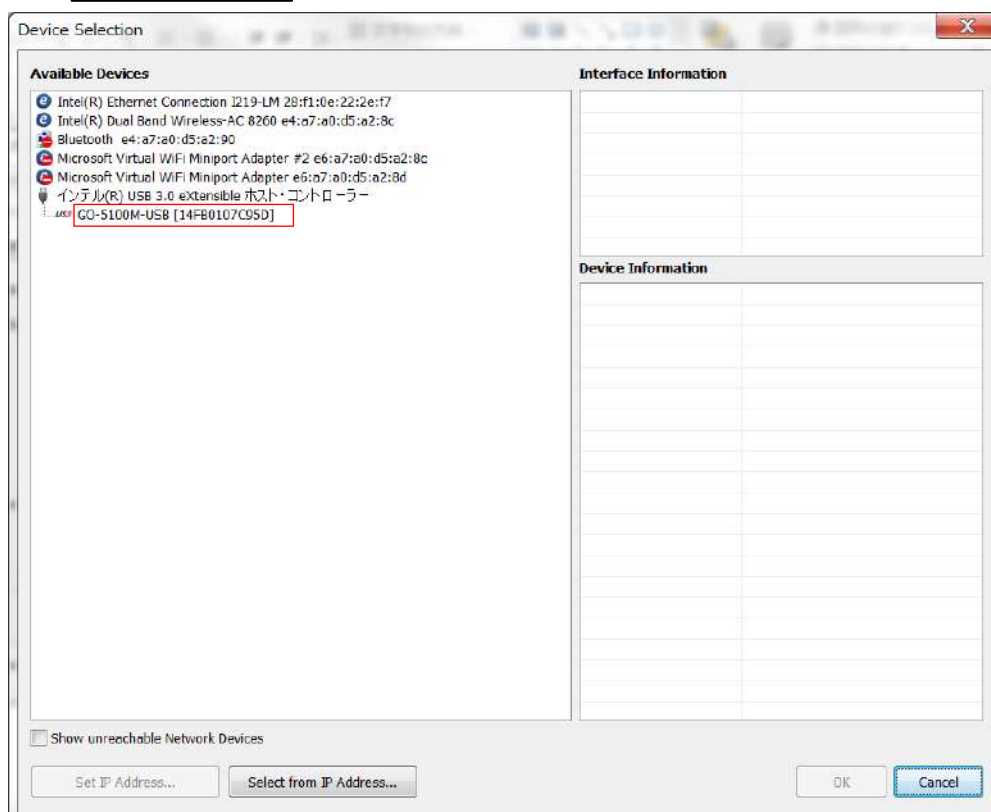 Device Selection
Available Devices
Intel(R) Ethernet Connection I219-LM 28:f1:0e:22:2e:f7
Intel(R) Dual Band Wireless-AC 8260 e4:a7:a0:d5:a2:8c
Bluetooth e4:a7:a0:d5:a2:90
Microsoft Virtual WiFi Miniport Adapter #2 e6:a7:a0:d5:a2:8c
Microsoft Virtual WiFi Miniport Adapter e6:a7:a0:d5:a2:8d
インテル(R) USB 3.0 eXtensible ホスト・コントローラー
GO-5100M-USB [14FB0107C95D]
Interface Information
Device Information
Show unreachable Network Devices
Set IP Address...
Select from IP Address...
OK
Cancel